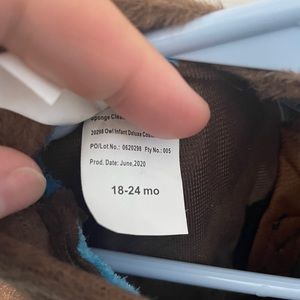 Sponge Clea
20298 Owl Infant Deluxe Cos
PO/Lot No.: 0620298 Fty No.: 005
Prod. Date: June,2020
18-24 mo